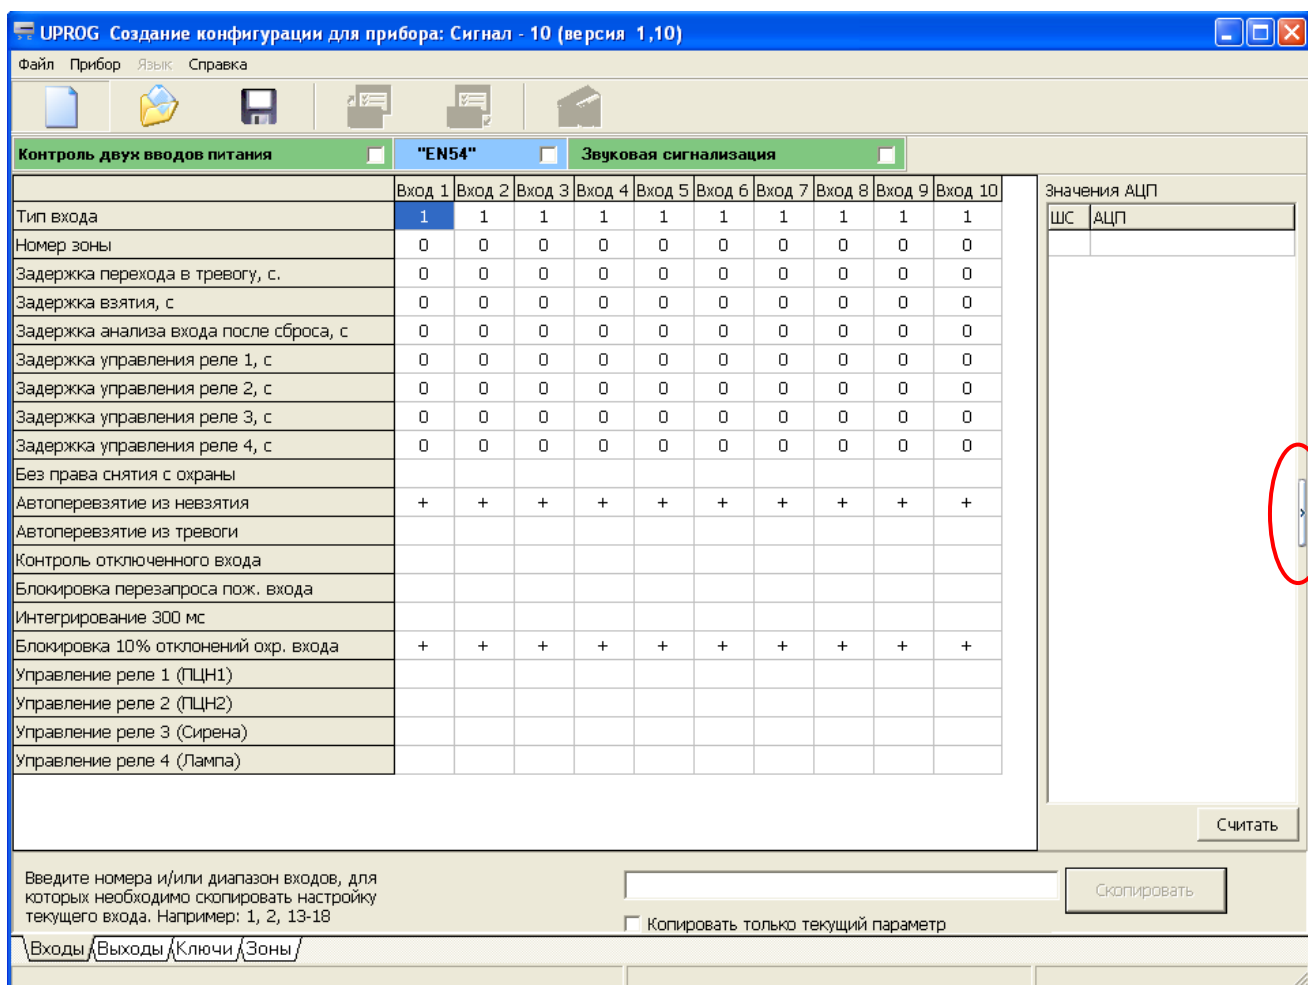 UPROG Создание конфигурации для прибора: Сигнал - 10 (версия 1,10)
Файл Прибор Язык Справка
Контроль двух вводов питания "EN54" Звуковая сигнализация
Вход 1 Вход 2 Вход 3 Вход 4 Вход 5 Вход 6 Вход 7 Вход 8 Вход 9 Вход 10
Тип входа 1 1 1 1 1 1 1 1 1 1
Номер зоны 0 0 0 0 0 0 0 0 0 0
Задержка перехода в тревогу, с. 0 0 0 0 0 0 0 0 0 0
Задержка взятия, с 0 0 0 0 0 0 0 0 0 0
Задержка анализа входа после сброса, с 0 0 0 0 0 0 0 0 0 0
Задержка управления реле 1, с 0 0 0 0 0 0 0 0 0 0
Задержка управления реле 2, с 0 0 0 0 0 0 0 0 0 0
Задержка управления реле 3, с 0 0 0 0 0 0 0 0 0 0
Задержка управления реле 4, с 0 0 0 0 0 0 0 0 0 0
Без права снятия с охраны
Автоперевзятие из невзятия + + + + + + + + + +
Автоперевзятие из тревоги
Контроль отключенного входа
Блокировка перезапроса пож. входа
Интегрирование 300 мс
Блокировка 10% отклонений охр. входа + + + + + + + + + +
Управление реле 1 (ПЦН1)
Управление реле 2 (ПЦН2)
Управление реле 3 (Сирена)
Управление реле 4 (Лампа)
Значения АЦП
ШС АЦП
Считать
Введите номера и/или диапазон входов, для
которых необходимо скопировать настройку
текущего входа. Например: 1, 2, 13-18
Скопировать
Копировать только текущий параметр
Входы Выходы Ключи Зоны